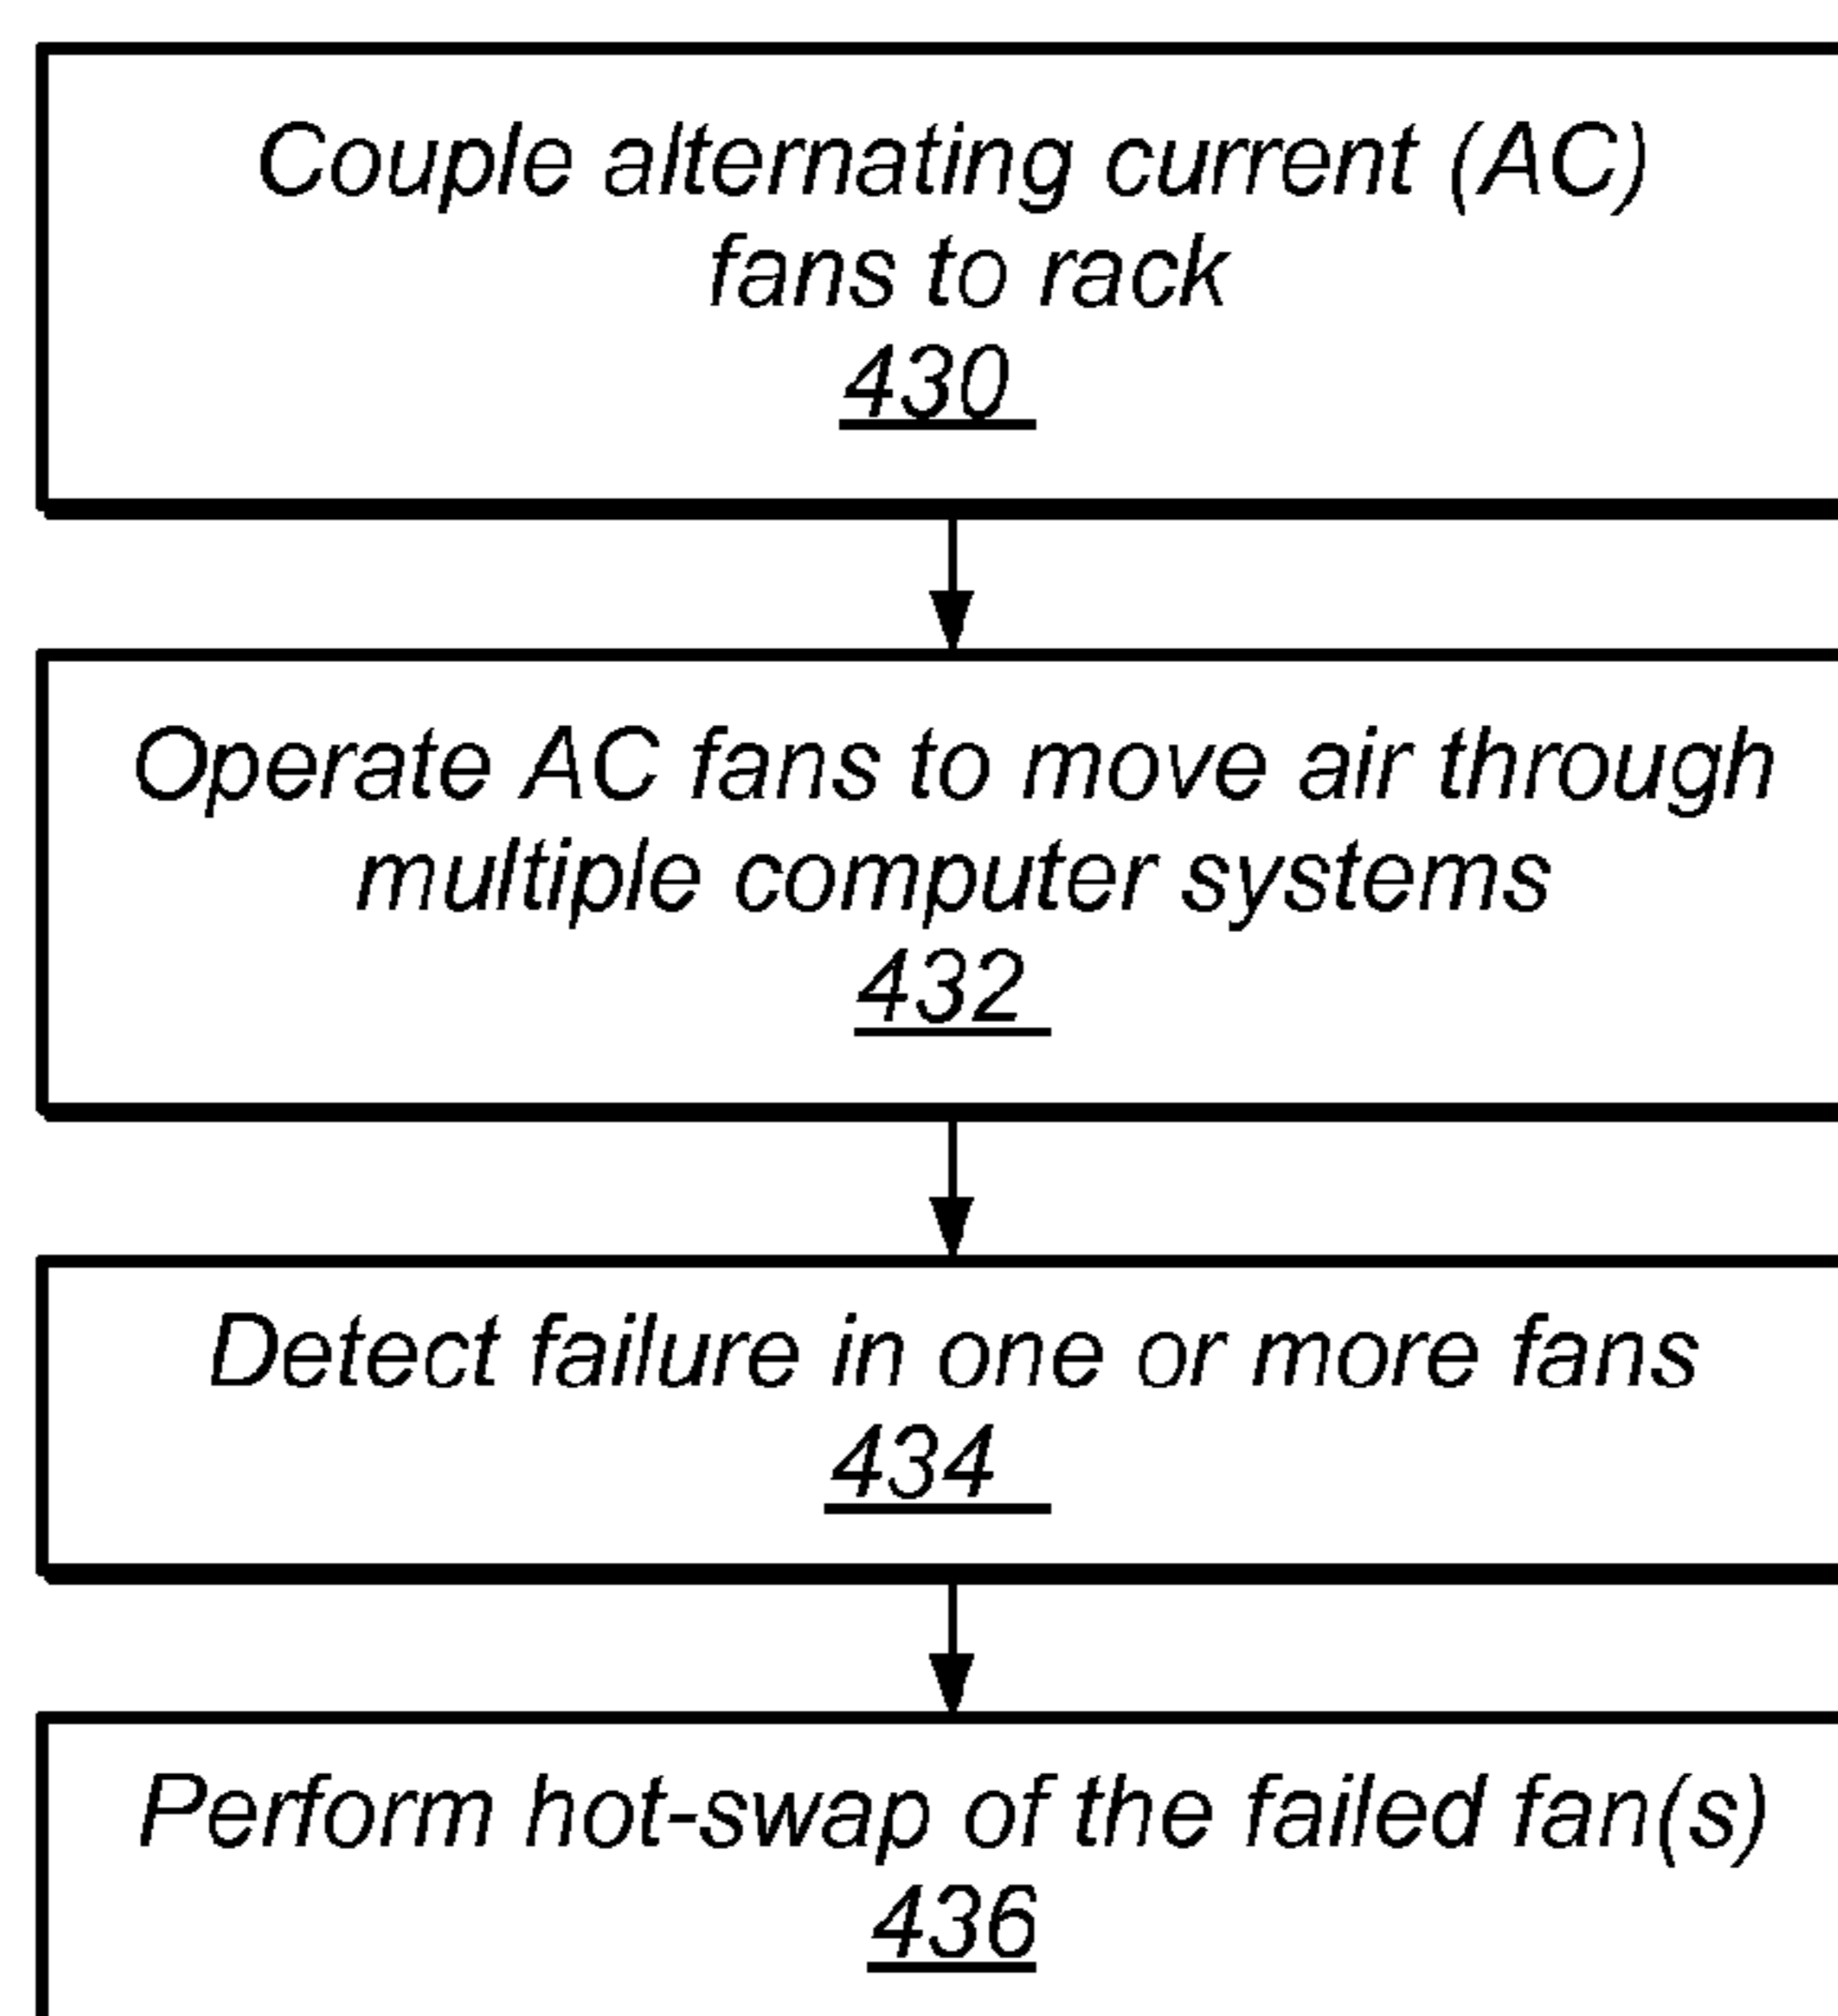 Couple alternating current (AC)
fans to rack
430
Operate AC fans to move air through
multiple computer systems
432
Detect failure in one or more fans
434
Perform hot-swap of the failed fan(s)
436